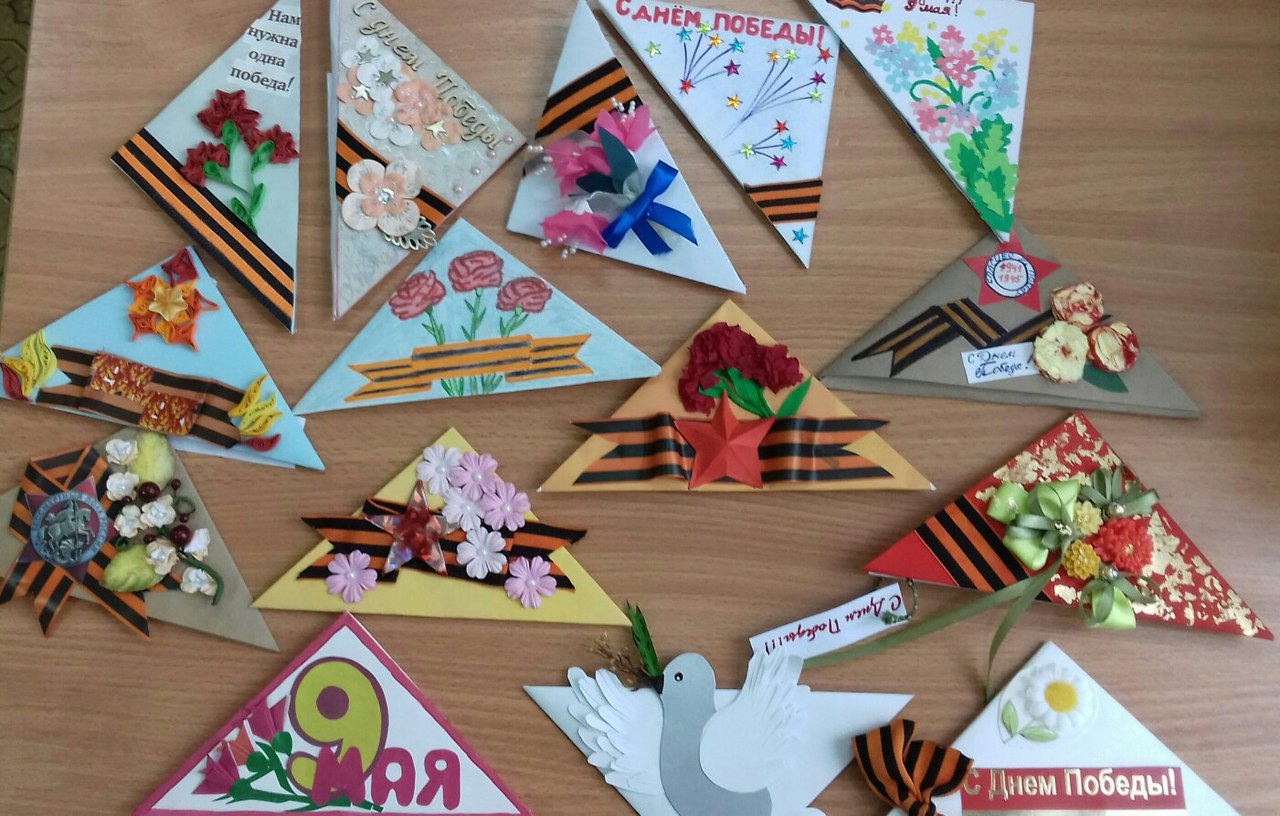 Нам
нужна
одна
победа!
С днем Победы
С ДНЁМ ПОБЕДЫ!
9 мая!
1941
1945
С Днем
Победы!
С Днем Победы!!!
9
МАЯ
С Днем Победы!